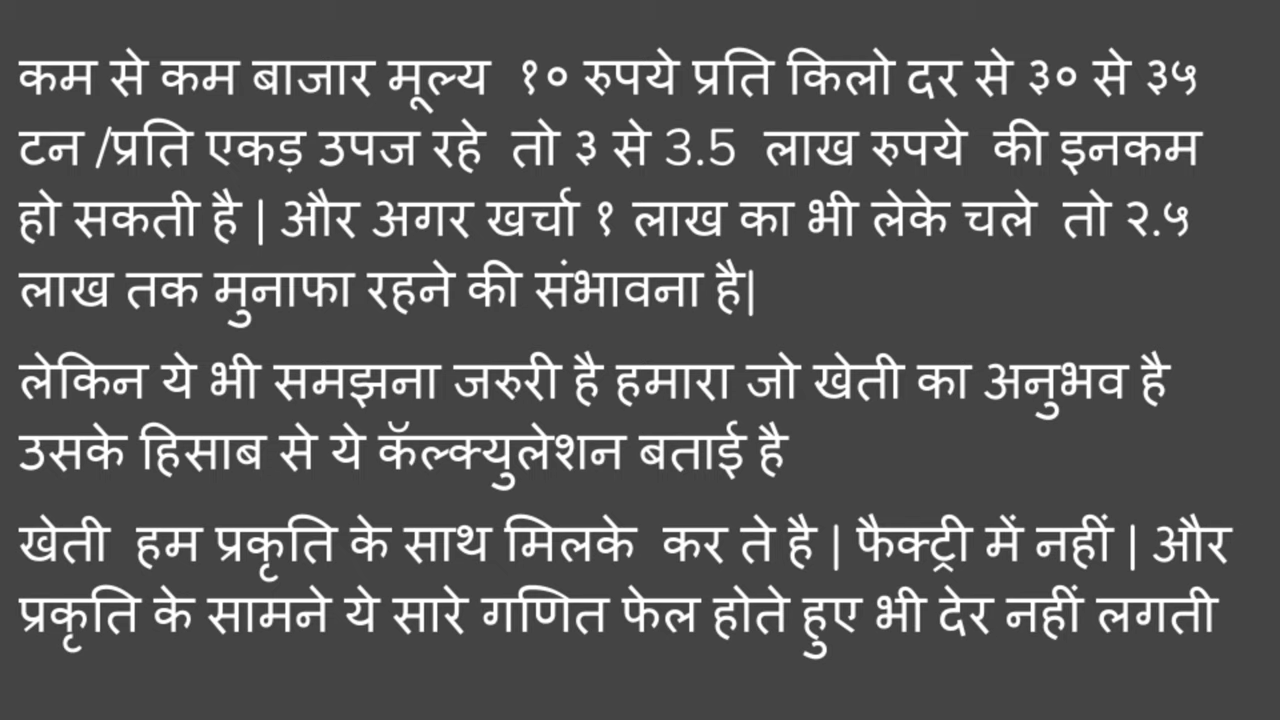 कम से कम बाजार मूल्य १० रुपये प्रति किलो दर से ३० से ३५
टन /प्रति एकड़ उपज रहे तो ३ से 3.5 लाख रुपये की इनकम
हो सकती है | और अगर खर्चा १ लाख का भी लेके चले तो २.५
लाख तक मुनाफा रहने की संभावना है|
लेकिन ये भी समझना जरुरी है हमारा जो खेती का अनुभव है
उसके हिसाब से ये कॅल्क्युलेशन बताई है
खेती हम प्रकृति के साथ मिलके कर ते है | फैक्ट्री में नहीं | और
प्रकृति के सामने ये सारे गणित फेल होते हुए भी देर नहीं लगती